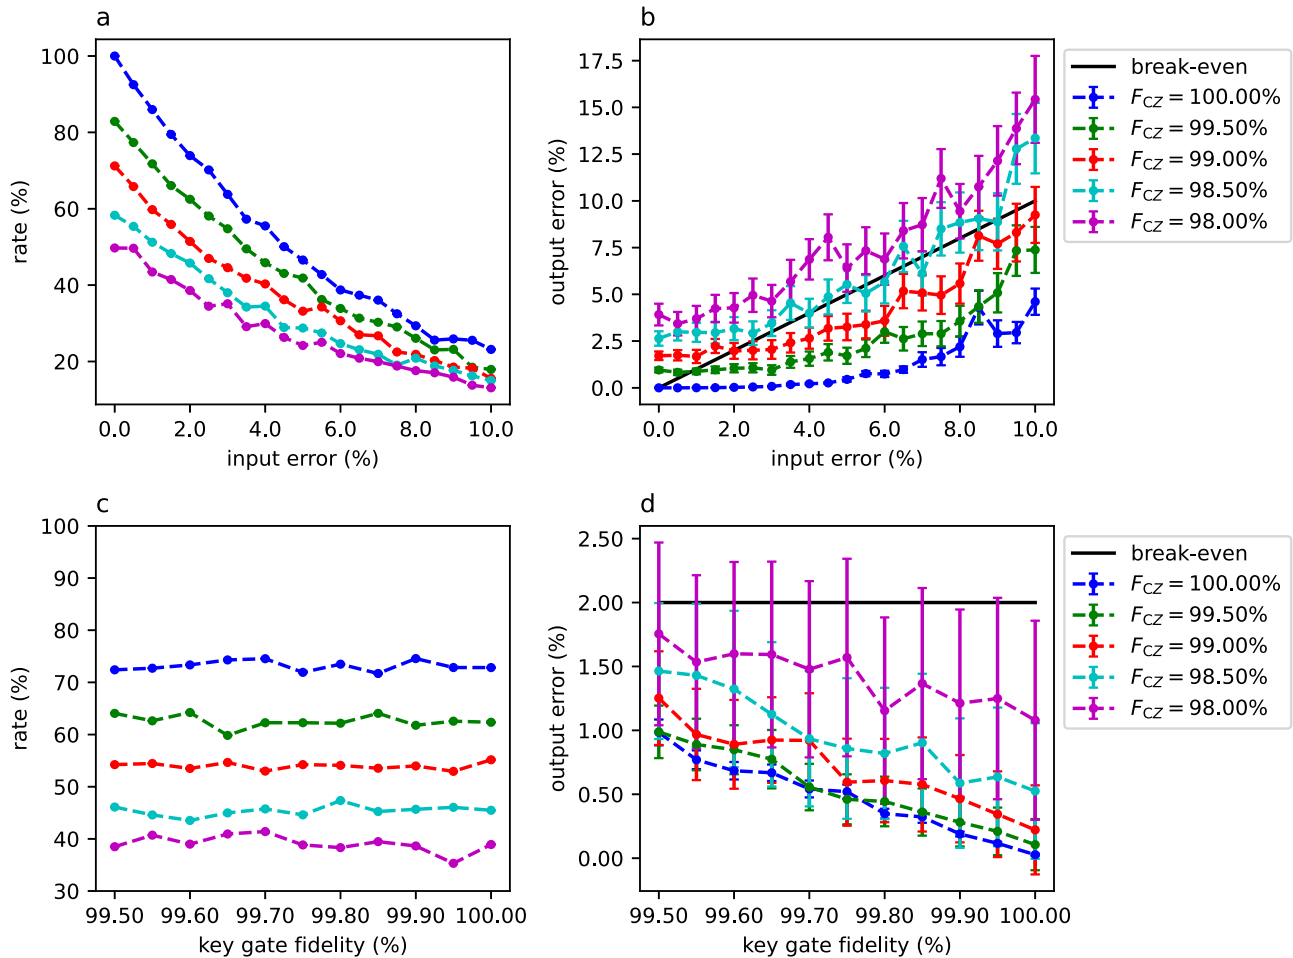 a
100
80
60
40
20
rate (%)
0.0 2.0 4.0 6.0 8.0 10.0
input error (%)
b
17.5
15.0
12.5
10.0
7.5
5.0
2.5
0.0
output error (%)
0.0 2.0 4.0 6.0 8.0 10.0
input error (%)
break-even
F_CZ = 100.00%
F_CZ = 99.50%
F_CZ = 99.00%
F_CZ = 98.50%
F_CZ = 98.00%
c
100
90
80
70
60
50
40
30
rate (%)
99.50 99.60 99.70 99.80 99.90 100.00
key gate fidelity (%)
d
2.50
2.00
1.50
1.00
0.50
0.00
output error (%)
99.50 99.60 99.70 99.80 99.90 100.00
key gate fidelity (%)
break-even
F_CZ = 100.00%
F_CZ = 99.50%
F_CZ = 99.00%
F_CZ = 98.50%
F_CZ = 98.00%